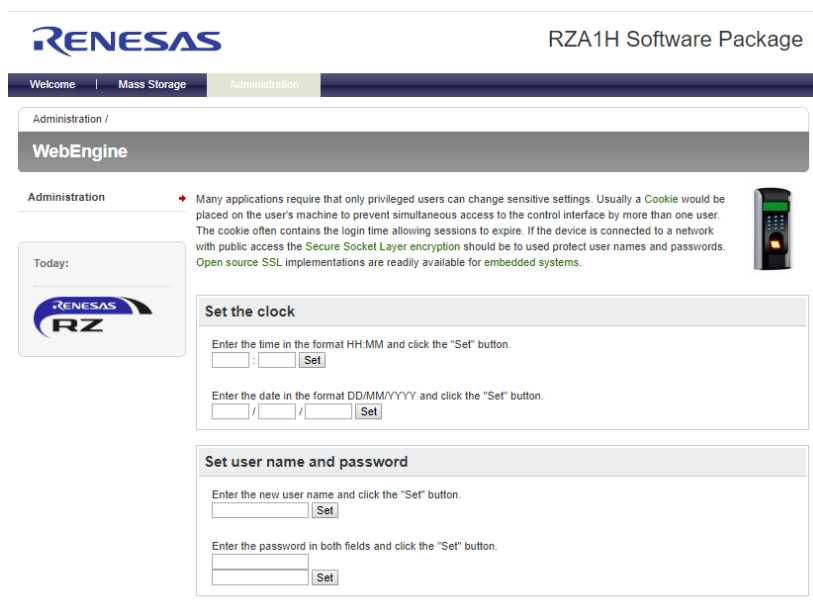 RENESAS
RZA1H Software Package
Welcome | Mass Storage Administration
Administration /
WebEngine
Administration
Many applications require that only privileged users can change sensitive settings. Usually a Cookie would be
placed on the user's machine to prevent simultaneous access to the control interface by more than one user.
The cookie often contains the login time allowing sessions to expire. If the device is connected to a network
with public access the Secure Socket Layer encryption should be to used protect user names and passwords.
Open source SSL implementations are readily available for embedded systems.
Today:
RENESAS
RZ
Set the clock
Enter the time in the format HH:MM and click the "Set" button.
: Set
Enter the date in the format DD/MM/YYYY and click the "Set" button.
/ / Set
Set user name and password
Enter the new user name and click the "Set" button.
Set
Enter the password in both fields and click the "Set" button.
Set